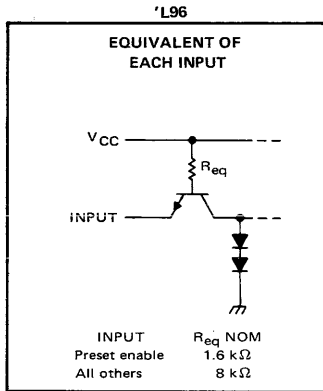 'L96
EQUIVALENT OF
EACH INPUT
VCC
Req
INPUT
INPUT Req NOM
Preset enable 1.6 kΩ
All others 8 kΩ